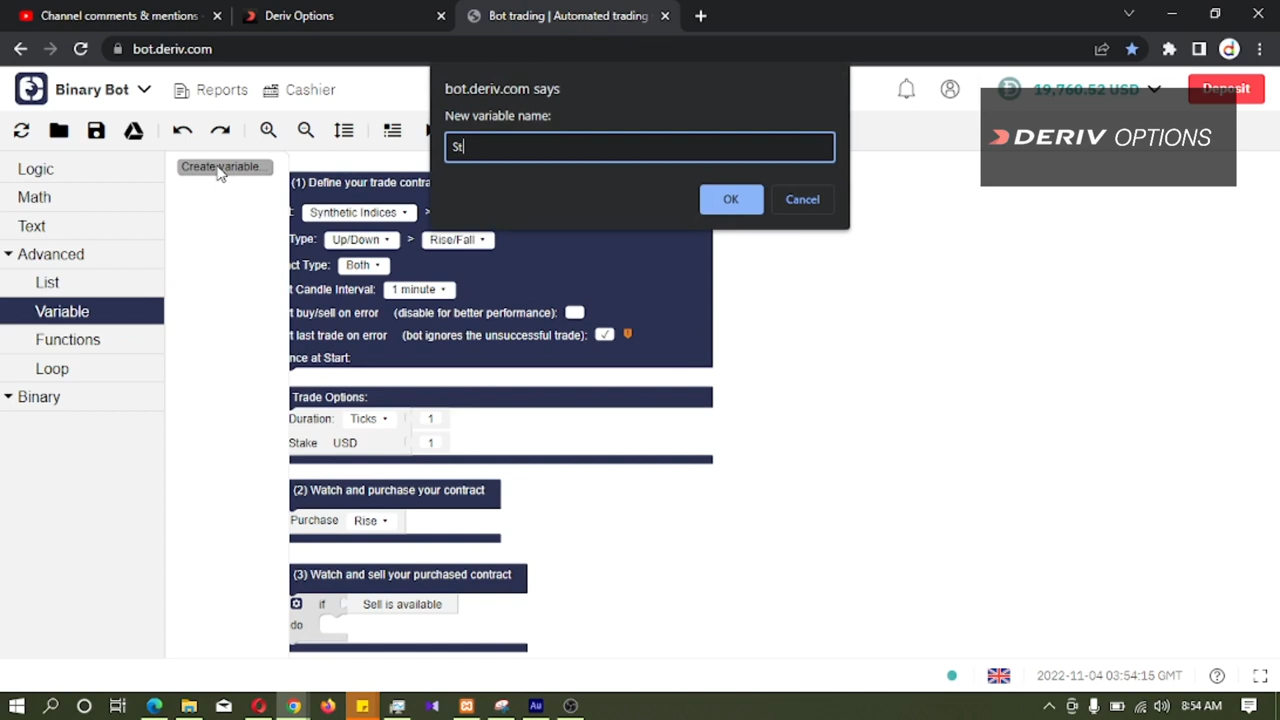 Channel comments & mentions
Deriv Options
Bot trading | Automated trading
bot.deriv.com
Binary Bot
Reports
Cashier
19,760.52 USD
Deposit
bot.deriv.com says
New variable name:
St
OK
Cancel
DERIV OPTIONS
Logic
Math
Text
Advanced
List
Variable
Functions
Loop
Binary
Create variable...
(1) Define your trade contra
Synthetic Indices
>
Type: Up/Down > Rise/Fall
ct Type: Both
t Candle Interval: 1 minute
t buy/sell on error (disable for better performance):
t last trade on error (bot ignores the unsuccessful trade): ✓
nce at Start:
Trade Options:
Duration: Ticks 1
Stake USD 1
(2) Watch and purchase your contract
Purchase Rise
(3) Watch and sell your purchased contract
if Sell is available
do
2022-11-04 03:54:15 GMT
Au
8:54 AM